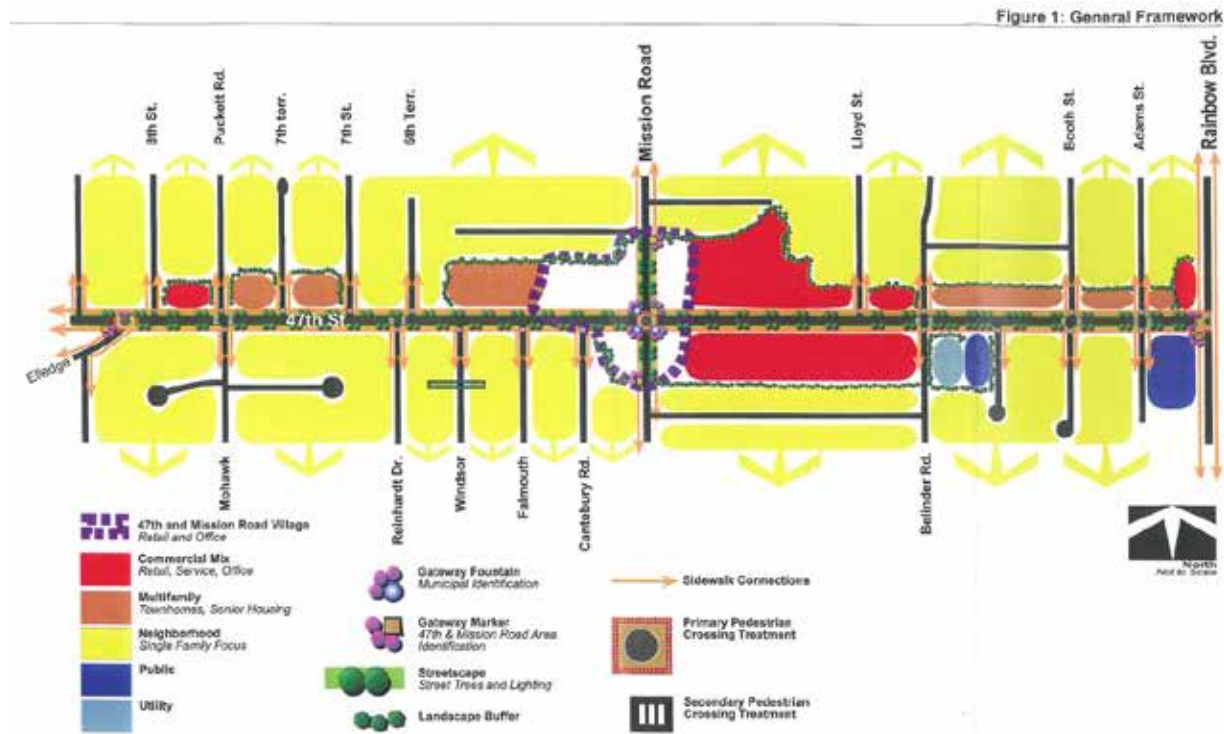 Figure 1: General Framework
8th St.
Puckett Rd.
7th terr.
7th St.
6th Terr.
Mission Road
Lloyd St.
Booth St.
Adams St.
Rainbow Blvd.
47th St.
Elledge
Mohawk
Reinhardt Dr.
Windsor
Falmouth
Cantebury Rd.
Belinder Rd.
47th and Mission Road Village
Retail and Office
Commercial Mix
Retail, Service, Office
Multifamily
Townhomes, Senior Housing
Neighborhood
Single Family Focus
Public
Utility
Gateway Fountain
Municipal Identification
Gateway Marker
47th & Mission Road Area
Identification
Streetscape
Street Trees and Lighting
Landscape Buffer
Sidewalk Connections
Primary Pedestrian
Crossing Treatment
Secondary Pedestrian
Crossing Treatment
North
Not to Scale